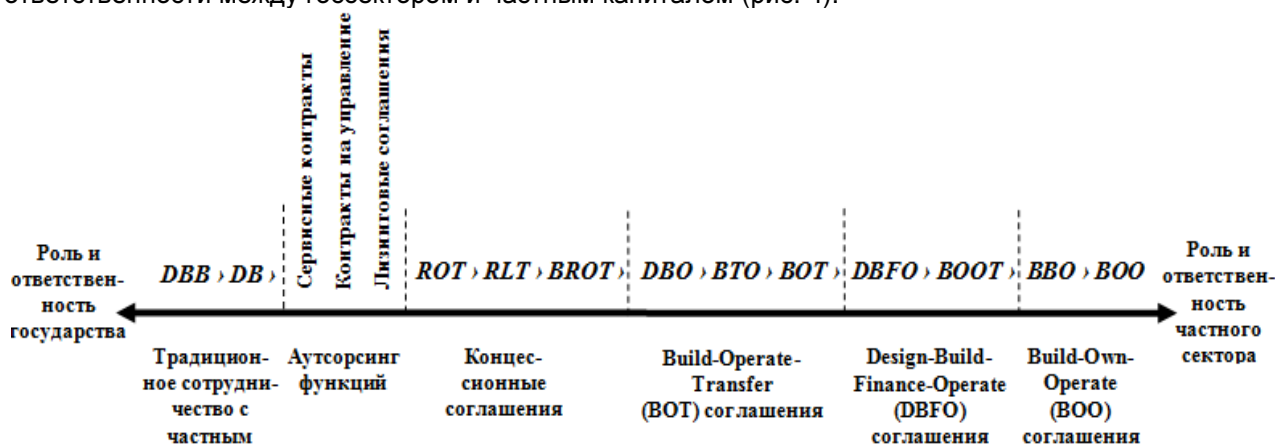 ответственности между госсектором и частным капиталом (рис. 4).
Сервисные контракты
Контракты на управление
Лизинговые соглашения
Роль и
ответствен-
ность
государства
DBB › DB ›
ROT › RLT › BROT ›
DBO › BTO › BOT ›
DBFO › BOOT ›
BBO › BOO
Роль и
ответствен-
ность
частного
сектора
Традицион-
ное сотрудни-
чество с
частным
Аутсорсинг
функций
Концес-
сионные
соглашения
Build-Operate-
Transfer
(BOT) соглашения
Design-Build-
Finance-Operate
(DBFO)
соглашения
Build-Own-
Operate
(BOO)
соглашения